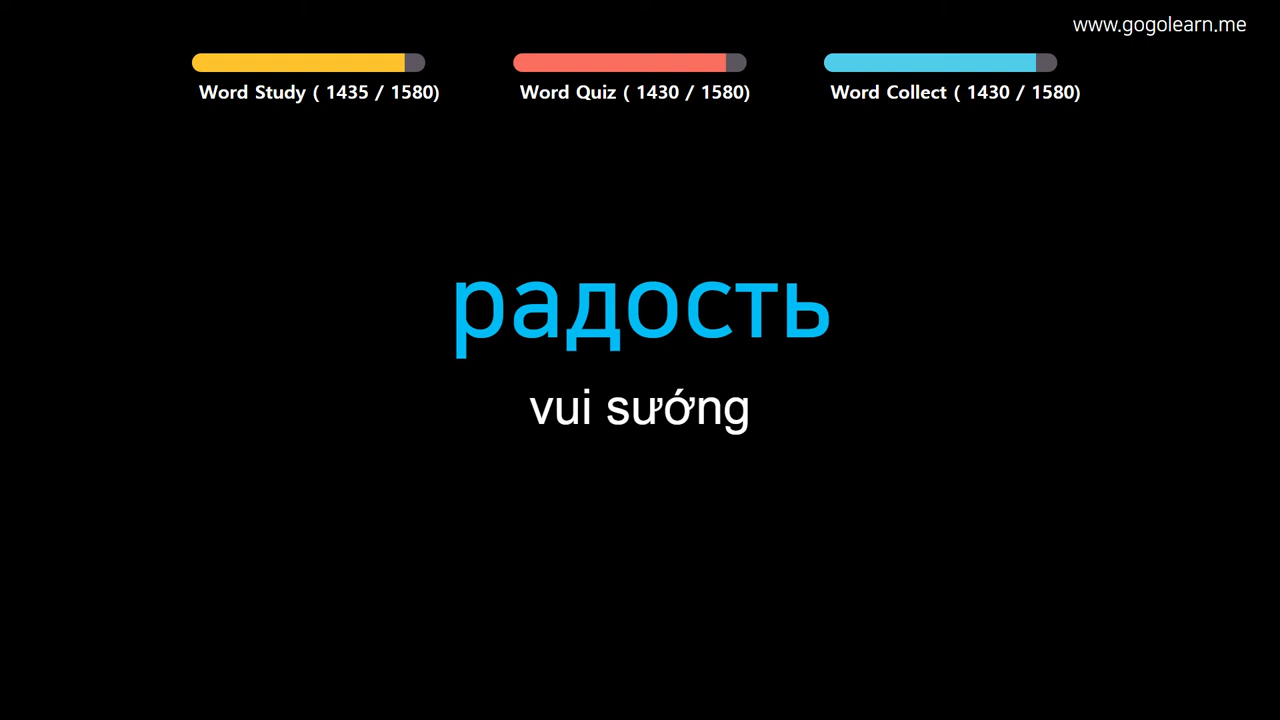 www.gogolearn.me
Word Study ( 1435 / 1580)
Word Quiz ( 1430 / 1580)
Word Collect ( 1430 / 1580)
радость
vui sướng